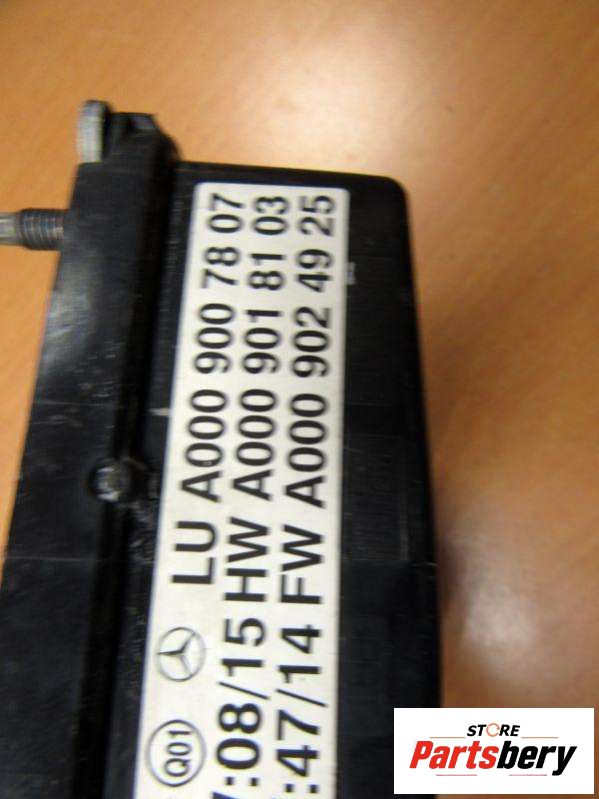 LU A000 900 78 07
:08/15 HW A000 901 81 03
:47/14 FW A000 902 49 25
Q01
STORE
Partsbery